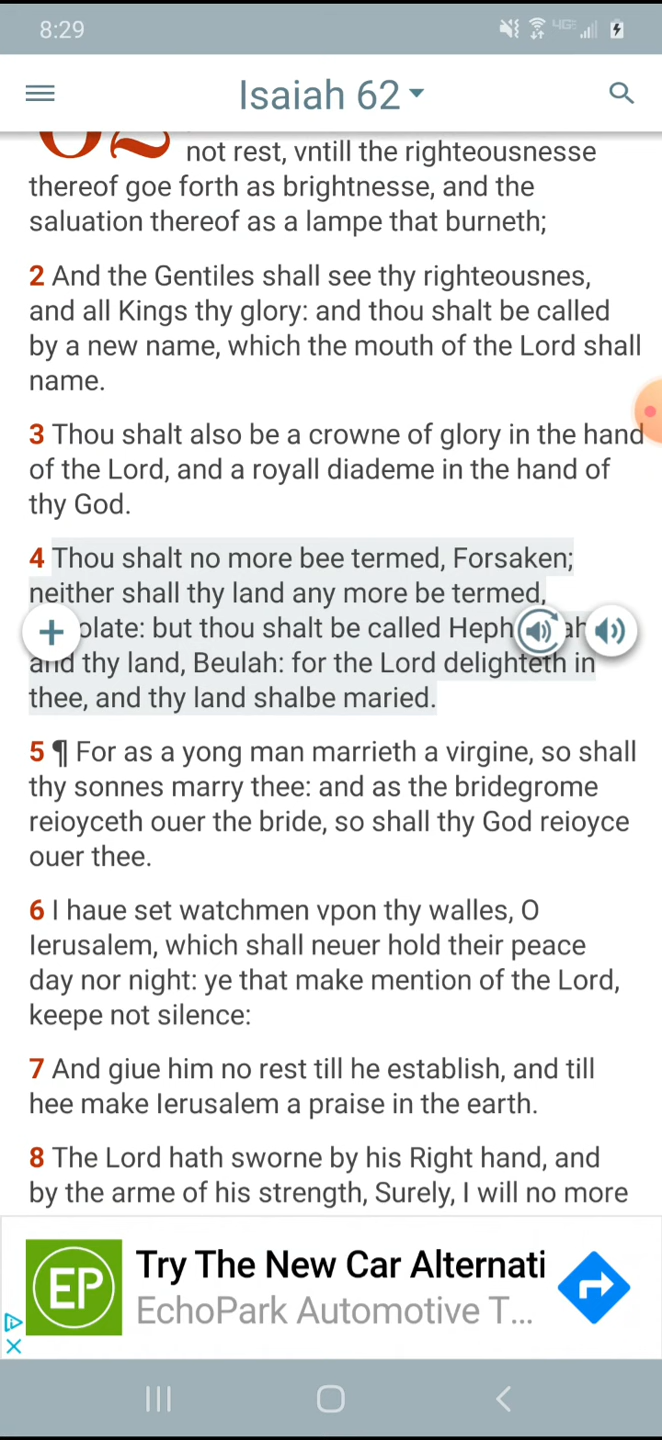 8:29
4G
Isaiah 62
62 not rest, vntill the righteousnesse
thereof goe forth as brightnesse, and the
saluation thereof as a lampe that burneth;
2 And the Gentiles shall see thy righteousnes,
and all Kings thy glory: and thou shalt be called
by a new name, which the mouth of the Lord shall
name.
3 Thou shalt also be a crowne of glory in the hand
of the Lord, and a royall diademe in the hand of
thy God.
4 Thou shalt no more bee termed, Forsaken;
neither shall thy land any more be termed,
olate: but thou shalt be called Heph ah
and thy land, Beulah: for the Lord delighteth in
thee, and thy land shalbe maried.
5 ¶ For as a yong man marrieth a virgine, so shall
thy sonnes marry thee: and as the bridegrome
reioyceth ouer the bride, so shall thy God reioyce
ouer thee.
6 I haue set watchmen vpon thy walles, O
Ierusalem, which shall neuer hold their peace
day nor night: ye that make mention of the Lord,
keepe not silence:
7 And giue him no rest till he establish, and till
hee make Ierusalem a praise in the earth.
8 The Lord hath sworne by his Right hand, and
by the arme of his strength, Surely, I will no more
EP
Try The New Car Alternati
EchoPark Automotive T...